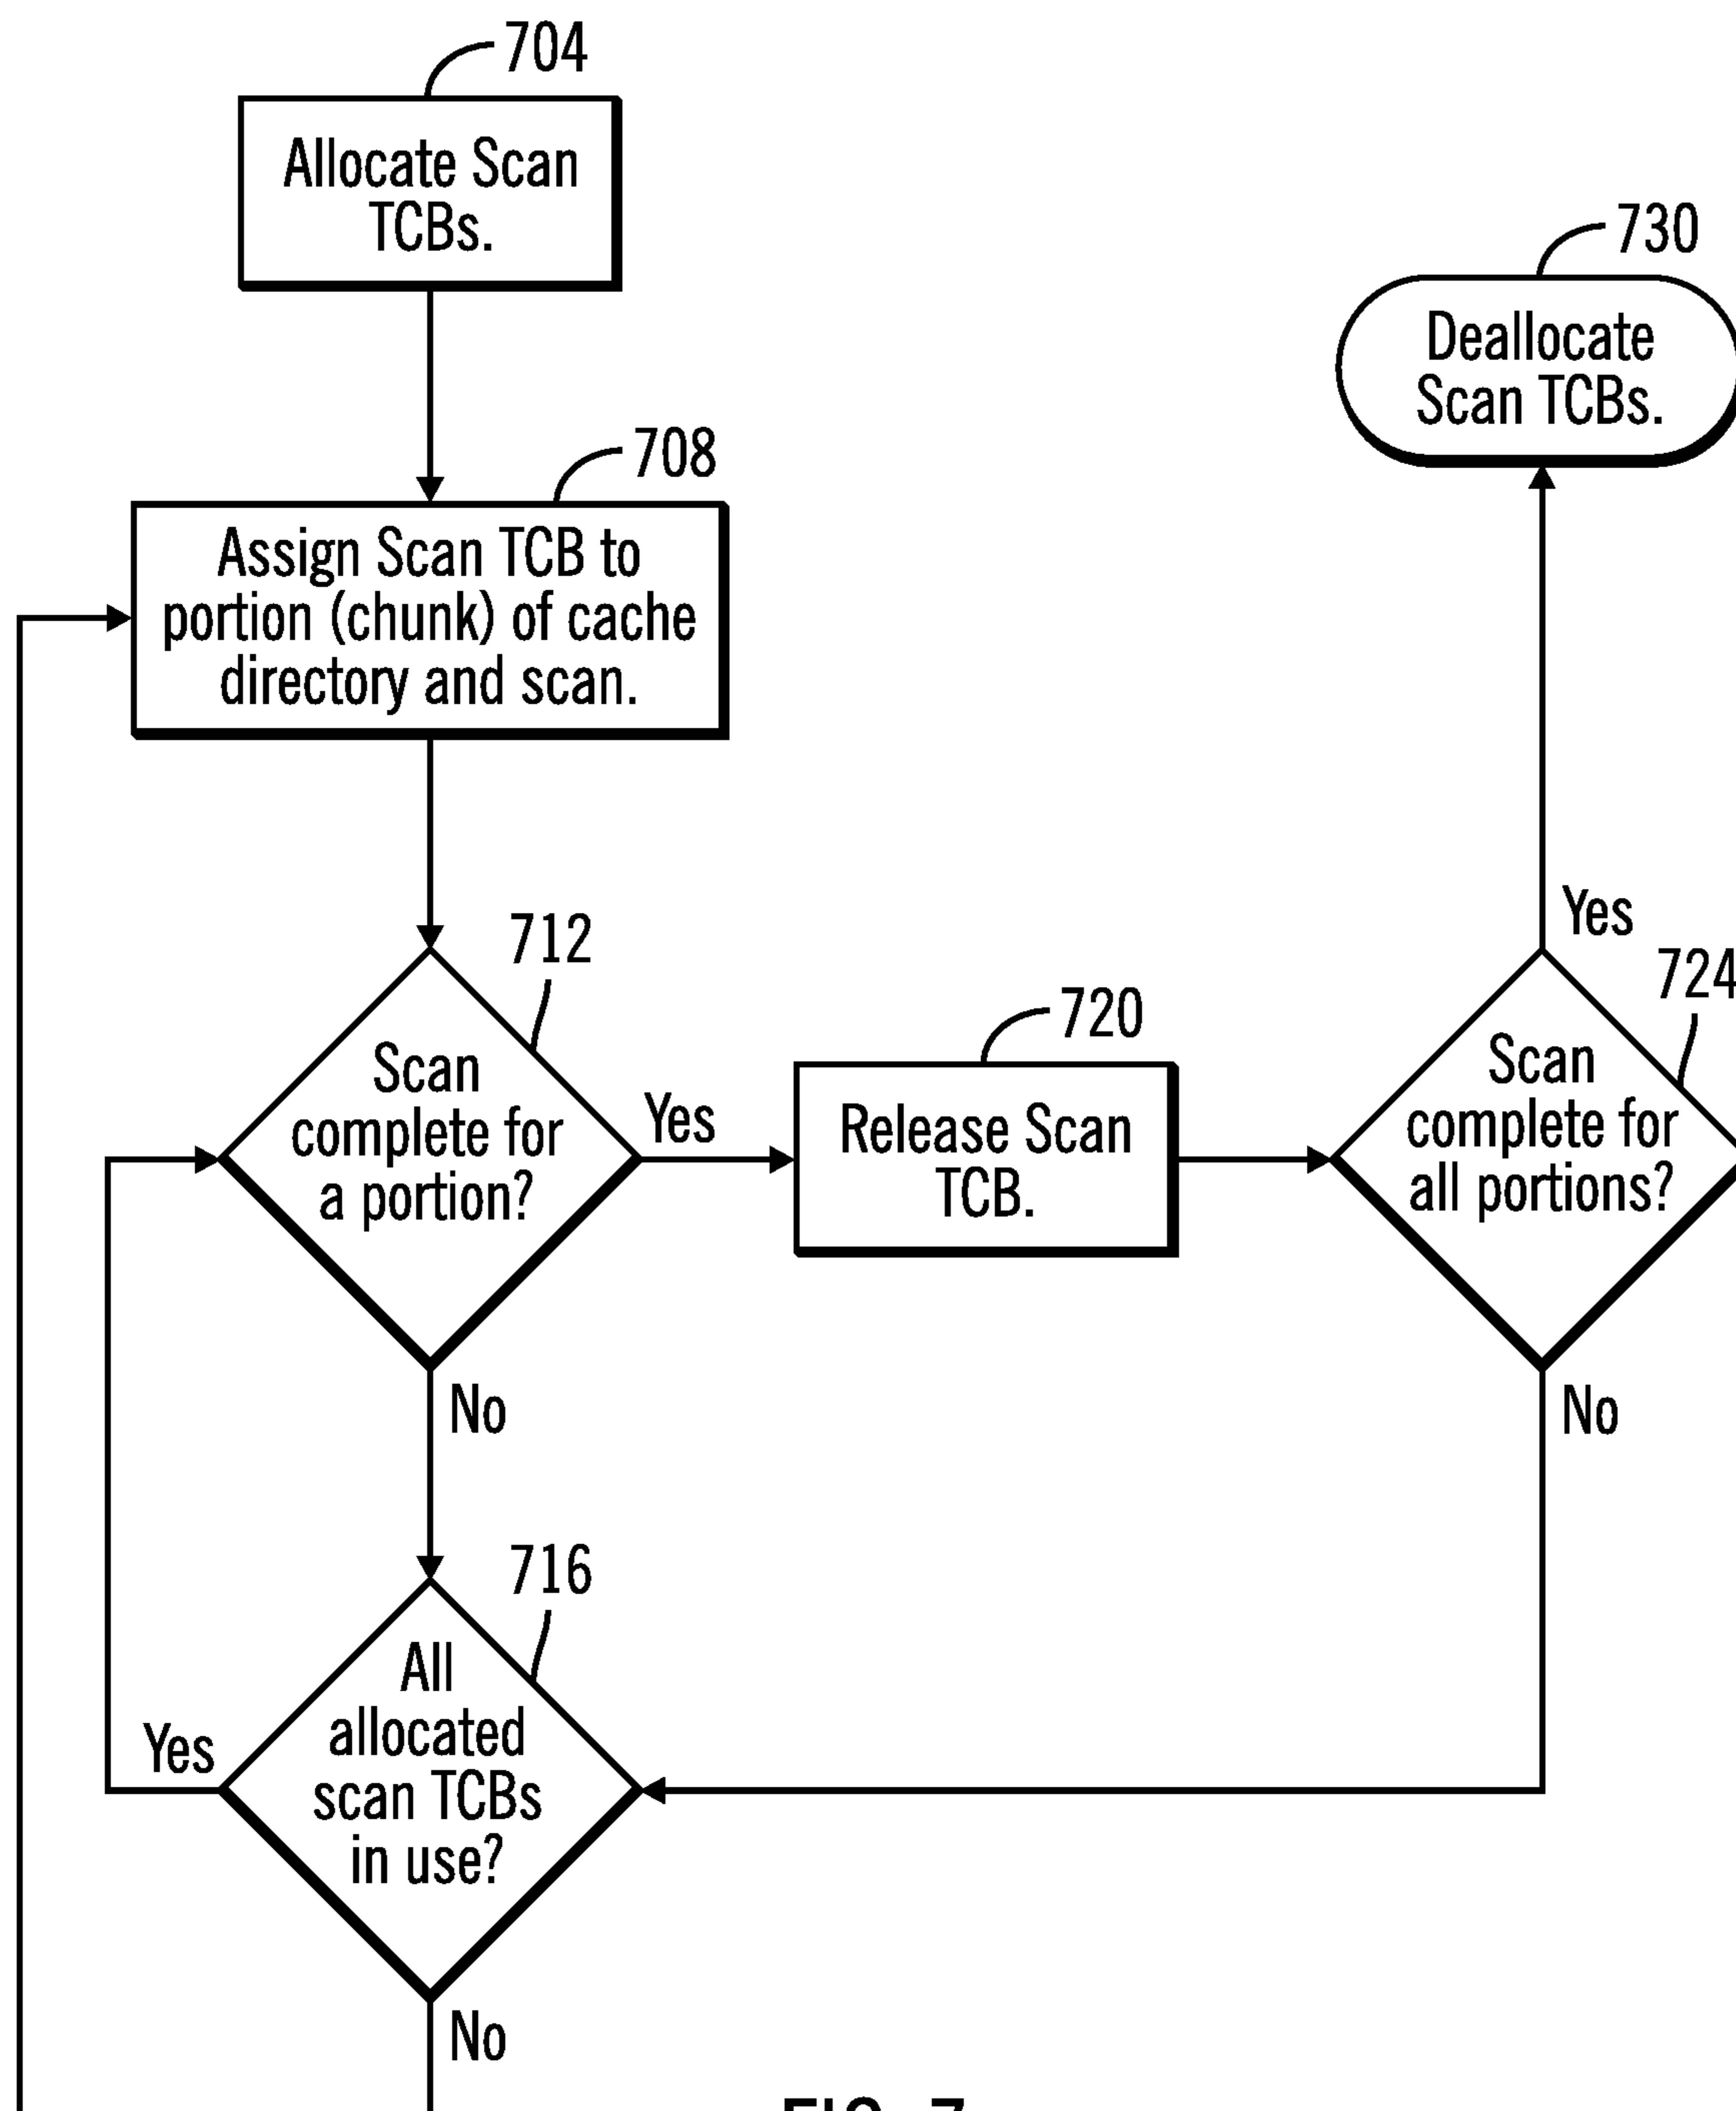 704
Allocate Scan
TCBs.
730
Deallocate
Scan TCBs.
708
Assign Scan TCB to
portion (chunk) of cache
directory and scan.
712
Scan
complete for
a portion?
Yes
No
720
Release Scan
TCB.
Yes
724
Scan
complete for
all portions?
No
716
All
allocated
scan TCBs
in use?
Yes
No
FIG. 7